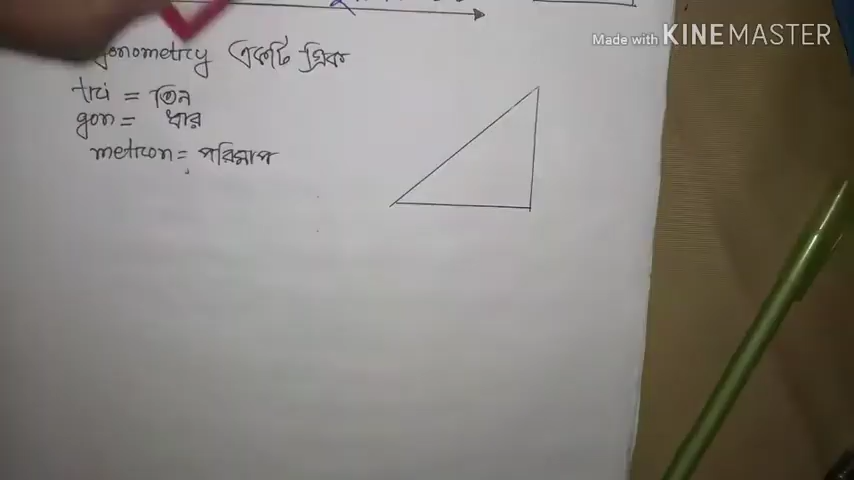 Made with KINEMASTER
gonometry একটি গ্রিক
tri = তিন
gon = ধার
metron = পরিমাপ